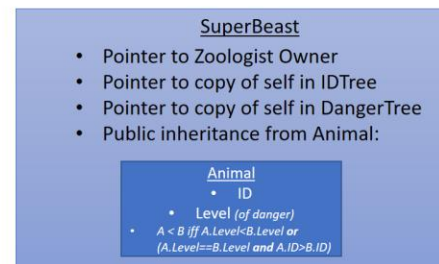 SuperBeast
• Pointer to Zoologist Owner
• Pointer to copy of self in IDTree
• Pointer to copy of self in DangerTree
• Public inheritance from Animal:
Animal
• ID
• Level (of danger)
• A < B iff A.Level<B.Level or
(A.Level==B.Level and A.ID>B.ID)